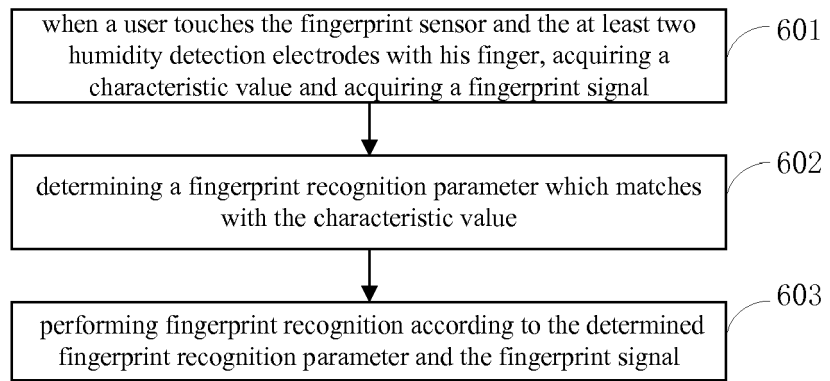 when a user touches the fingerprint sensor and the at least two
humidity detection electrodes with his finger, acquiring a
characteristic value and acquiring a fingerprint signal
601
determining a fingerprint recognition parameter which matches
with the characteristic value
602
performing fingerprint recognition according to the determined
fingerprint recognition parameter and the fingerprint signal
603